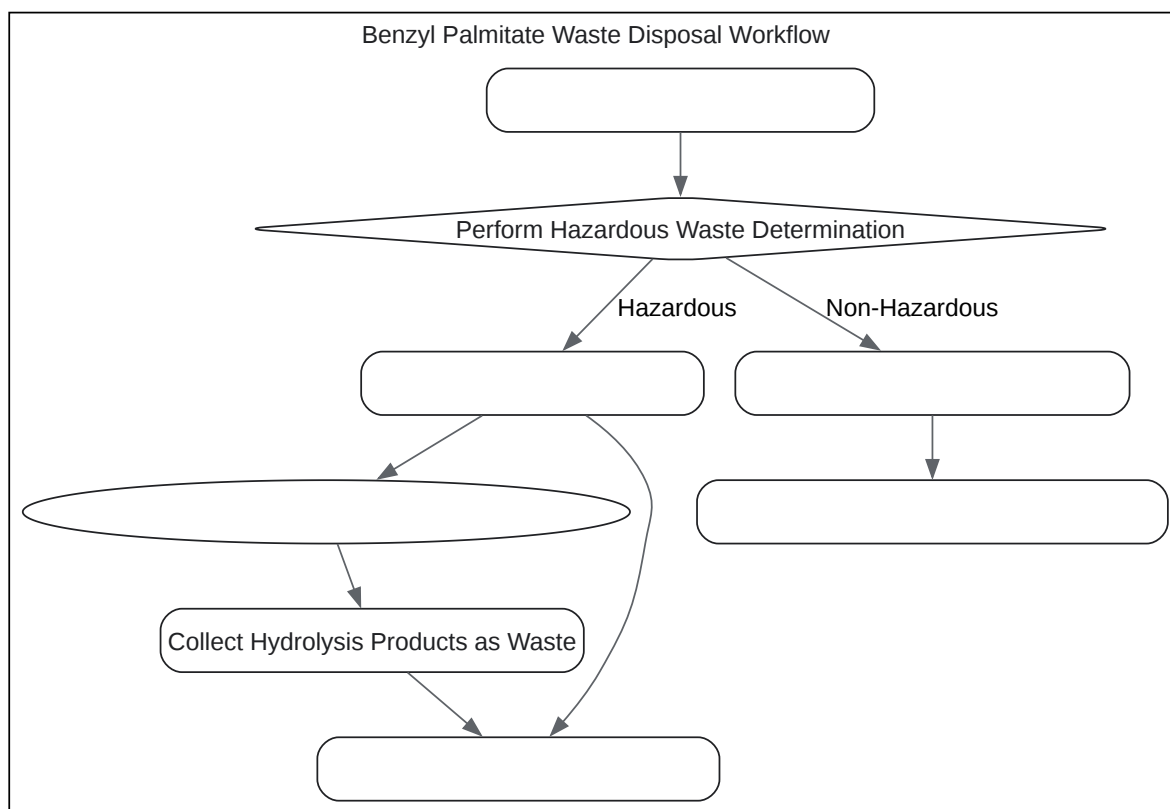 Benzyl Palmitate Waste Disposal Workflow
Perform Hazardous Waste Determination
Hazardous
Non-Hazardous
Collect Hydrolysis Products as Waste